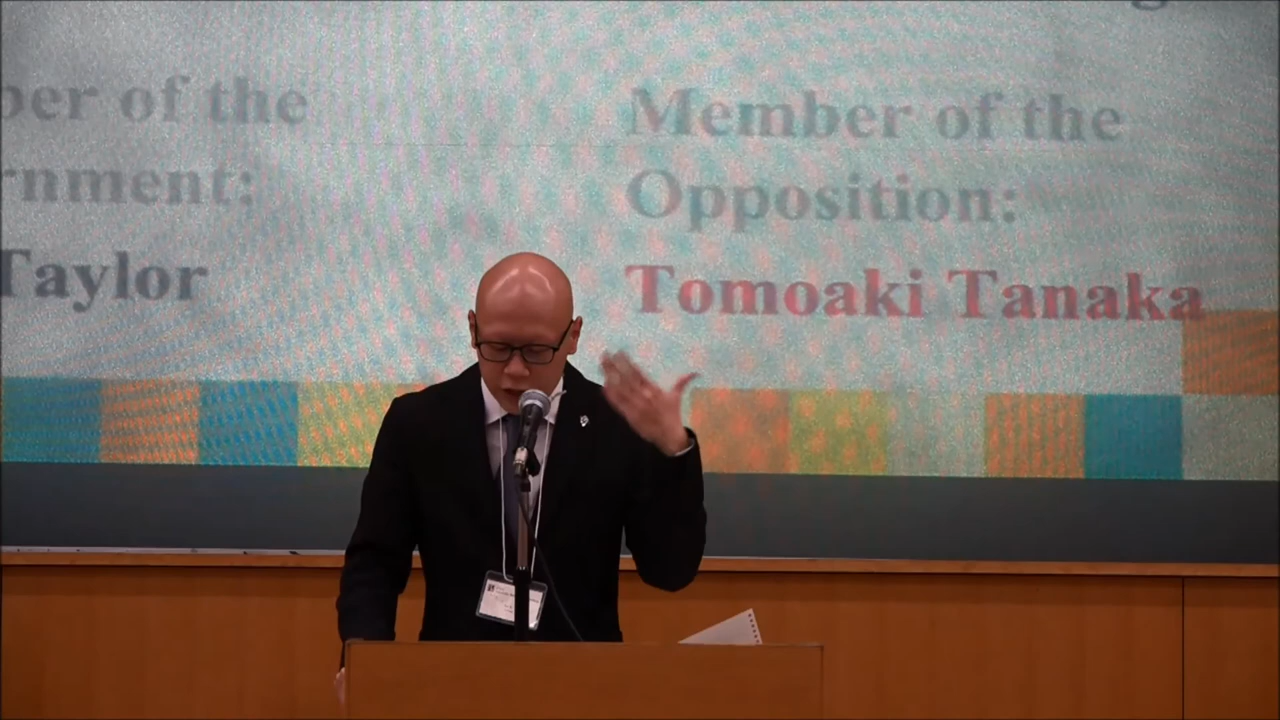 ber of the
rnment:
Taylor
Member of the
Opposition:
Tomoaki Tanaka